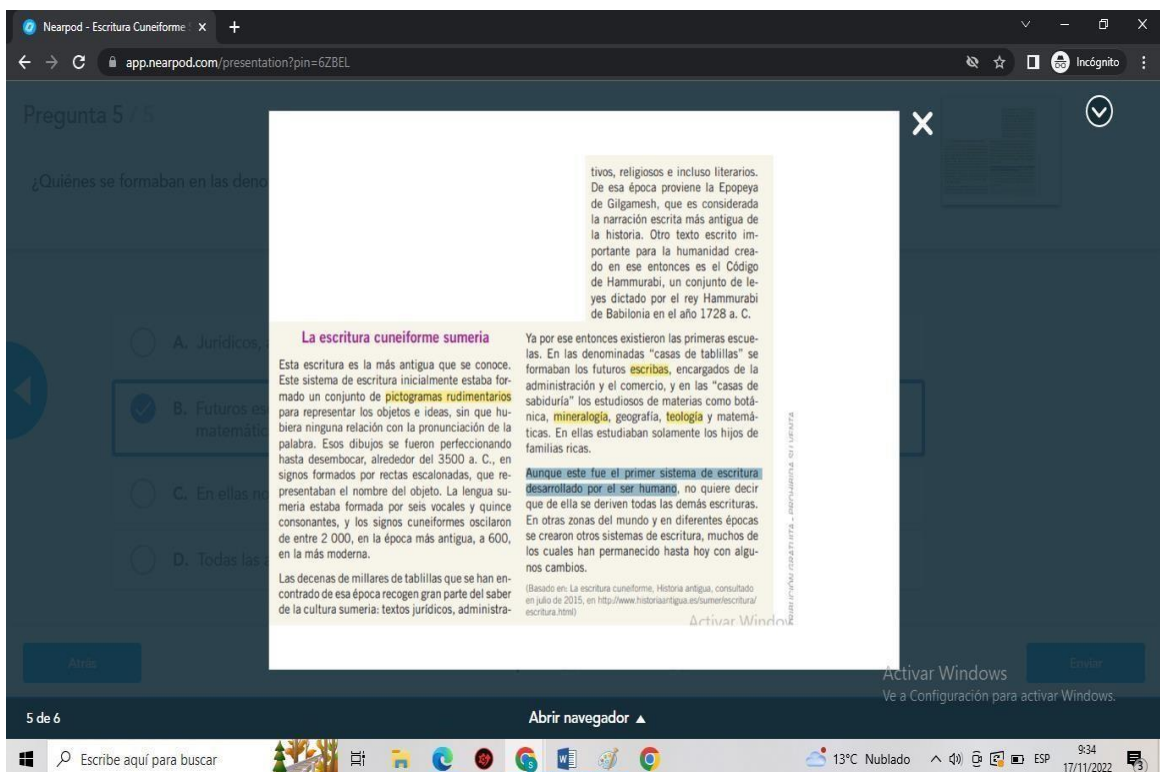 Nearpod - Escritura Cuneiforme
app.nearpod.com/presentation?pin=6ZBEL
Incógnito
Pregunta 5 / 5
¿Quiénes se formaban en las
A. Jurídicos,
B. Futuros
C. En ellas
D. Todas las
La escritura cuneiforme sumeria
Esta escritura es la más antigua que se conoce.
Este sistema de escritura inicialmente estaba for-
mado un conjunto de pictogramas rudimentarios
para representar los objetos e ideas, sin que hu-
biera ninguna relación con la pronunciación de la
palabra. Esos dibujos se fueron perfeccionando
hasta desembocar, alrededor del 3500 a. C., en
signos formados por rectas escalonadas, que re-
presentaban el nombre del objeto. La lengua su-
meria estaba formada por seis vocales y quince
consonantes, y los signos cuneiformes oscilaron
de entre 2 000, en la época más antigua, a 600,
en la más moderna.
Las decenas de millares de tablillas que se han en-
contrado de esa época recogen gran parte del saber
de la cultura sumeria: textos jurídicos, administra-
tivos, religiosos e incluso literarios.
De esa época proviene la Epopeya
de Gilgamesh, que es considerada
la narración escrita más antigua de
la historia. Otro texto escrito im-
portante para la humanidad crea-
do en ese entonces es el Código
de Hammurabi, un conjunto de le-
yes dictado por el rey Hammurabi
de Babilonia en el año 1728 a. C.
Ya por ese entonces existieron las primeras escue-
las. En las denominadas "casas de tablillas" se
formaban los futuros escribas, encargados de la
administración y el comercio, y en las "casas de
sabiduría" los estudiosos de materias como botá-
nica, mineralogía, geografía, teología y matemá-
ticas. En ellas estudiaban solamente los hijos de
familias ricas.
Aunque este fue el primer sistema de escritura
desarrollado por el ser humano, no quiere decir
que de ella se deriven todas las demás escrituras.
En otras zonas del mundo y en diferentes épocas
se crearon otros sistemas de escritura, muchos de
los cuales han permanecido hasta hoy con algu-
nos cambios.
(Basado en: La escritura cuneiforme, Historia antigua, consultado
en julio de 2015, en http://www.historiaantigua.es/sumer/escritura/
escritura.html)
Activar Window
Atrás
Enviar
Activar Windows
Ve a Configuración para activar Windows.
5 de 6
Abrir navegador ▲
Escribe aquí para buscar
13°C Nublado
ESP
9:34
17/11/2022
3